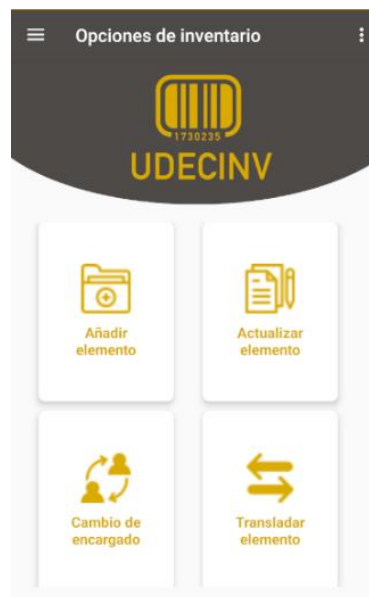 Opciones de inventario
1730235
UDECINV
Añadir
elemento
Actualizar
elemento
Cambio de
encargado
Transladar
elemento